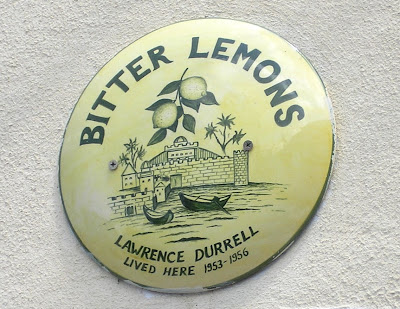 BITTER LEMONS
LAWRENCE DURRELL
LIVED HERE 1953-1956